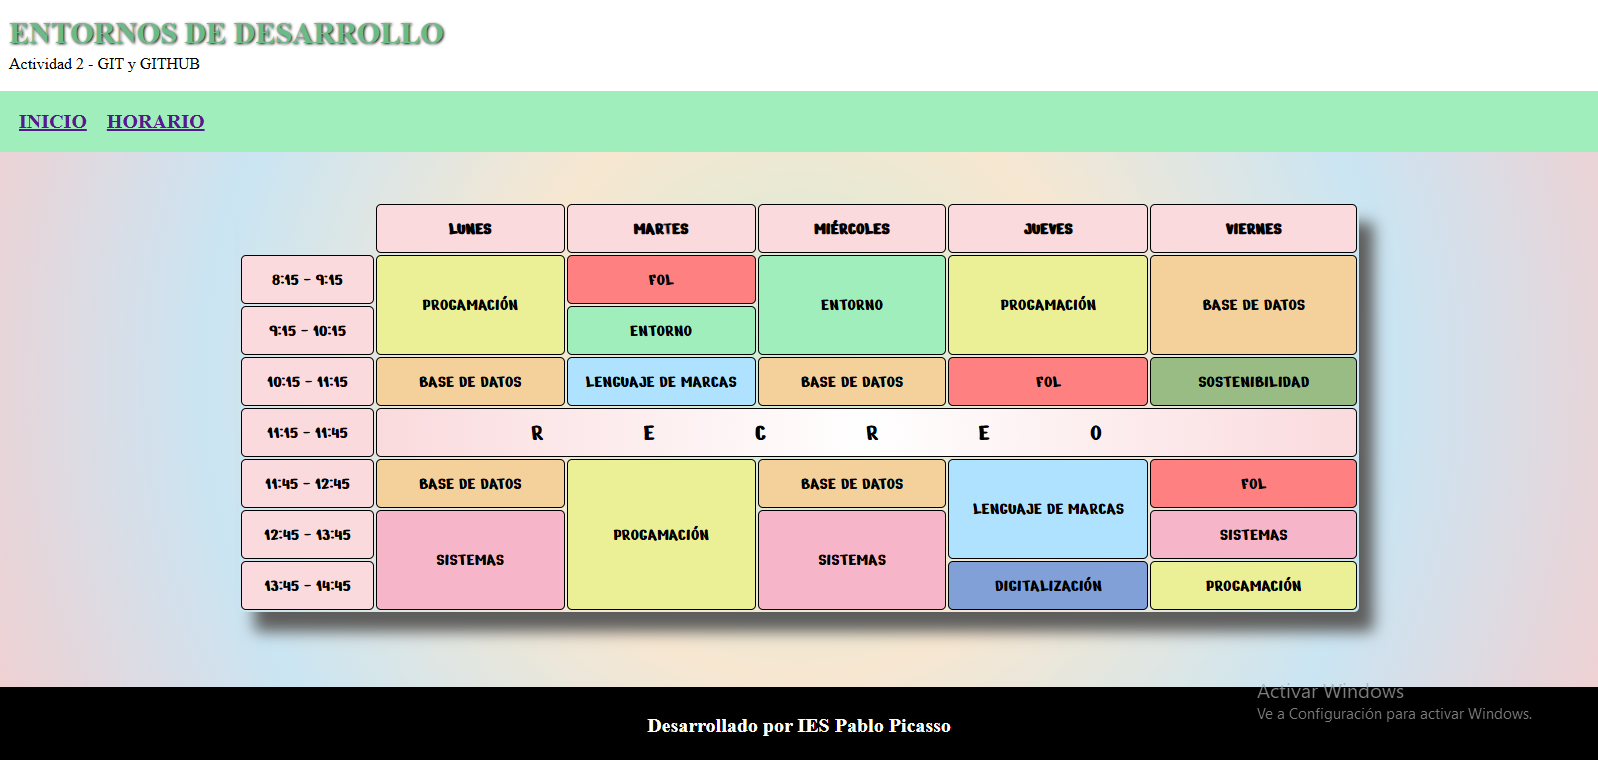 ENTORNOS DE DESARROLLO
Actividad 2 - GIT y GITHUB
INICIO HORARIO
LUNES MARTES MIÉRCOLES JUEVES VIERNES
8:15 - 9:15 PROGAMACIÓN FOL ENTORNO PROGAMACIÓN BASE DE DATOS
9:15 - 10:15 ENTORNO
10:15 - 11:15 BASE DE DATOS LENGUAJE DE MARCAS BASE DE DATOS FOL SOSTENIBILIDAD
11:15 - 11:45 R E C R E O
11:45 - 12:45 BASE DE DATOS PROGAMACIÓN BASE DE DATOS LENGUAJE DE MARCAS FOL
12:45 - 13:45 SISTEMAS SISTEMAS SISTEMAS
13:45 - 14:45 DIGITALIZACIÓN PROGAMACIÓN
Activar Windows
Ve a Configuración para activar Windows.
Desarrollado por IES Pablo Picasso